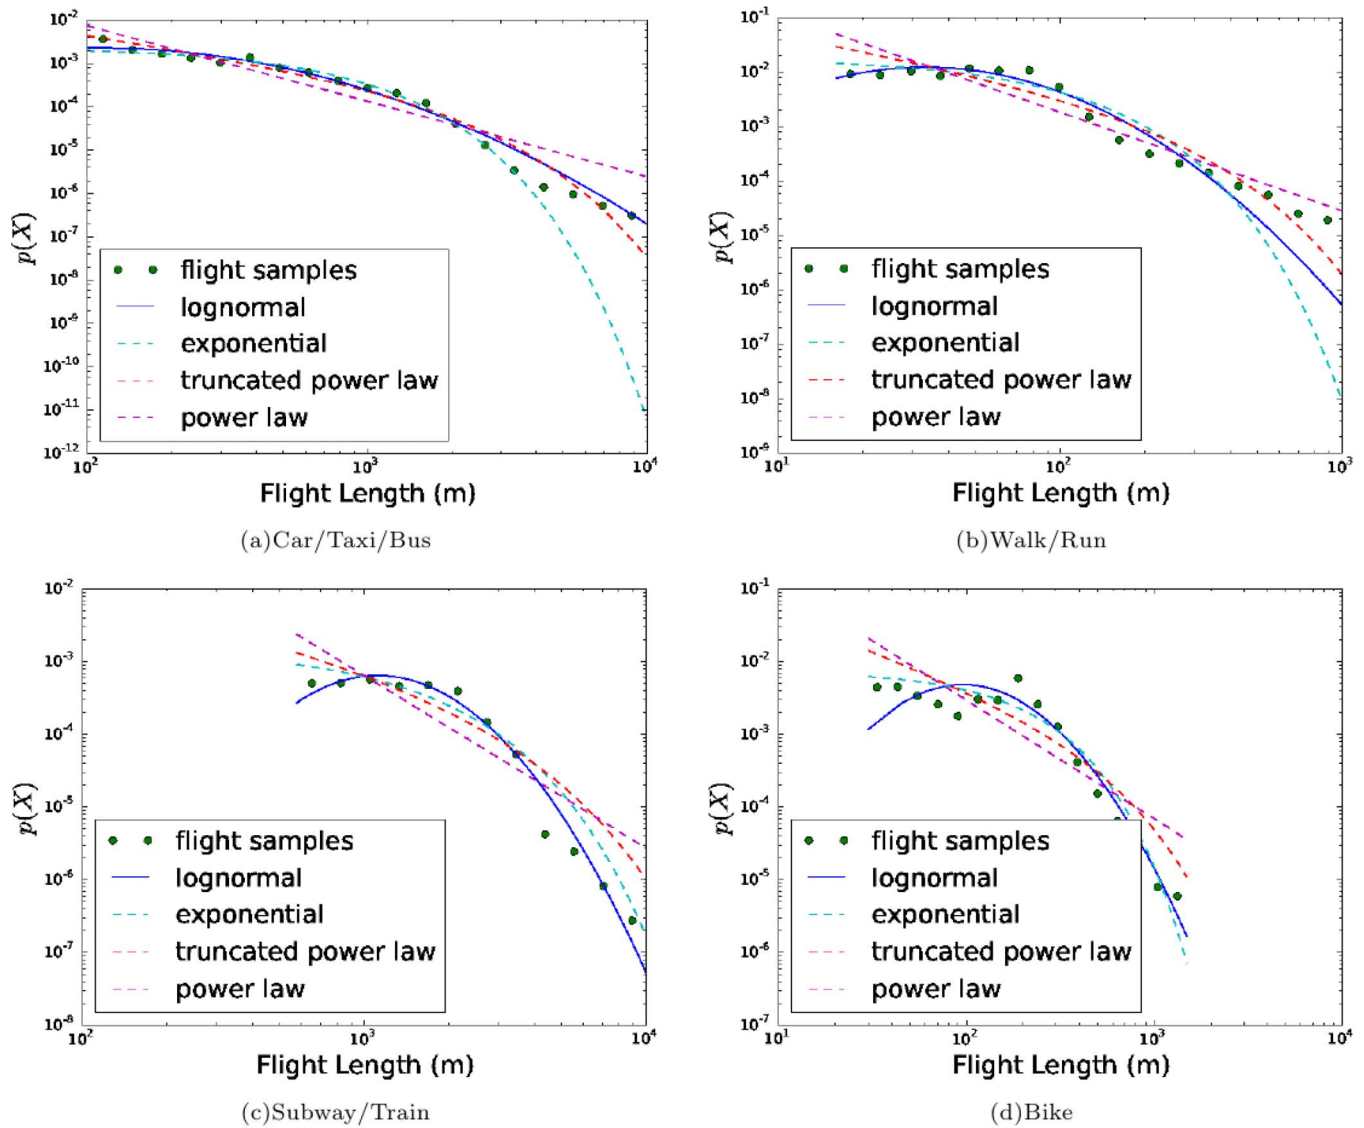 10⁻²
10⁻³
10⁻⁴
10⁻⁵
10⁻⁶
10⁻⁷
10⁻⁸
10⁻⁹
10⁻¹⁰
10⁻¹¹
10⁻¹²
p(X)
flight samples
lognormal
exponential
truncated power law
power law
10² 10³ 10⁴
Flight Length (m)
(a)Car/Taxi/Bus
10⁻¹
10⁻²
10⁻³
10⁻⁴
10⁻⁵
10⁻⁶
10⁻⁷
10⁻⁸
10⁻⁹
p(X)
flight samples
lognormal
exponential
truncated power law
power law
10¹ 10² 10³
Flight Length (m)
(b)Walk/Run
10⁻²
10⁻³
10⁻⁴
10⁻⁵
10⁻⁶
10⁻⁷
10⁻⁸
p(X)
flight samples
lognormal
exponential
truncated power law
power law
10² 10³ 10⁴
Flight Length (m)
(c)Subway/Train
10⁻¹
10⁻²
10⁻³
10⁻⁴
10⁻⁵
10⁻⁶
10⁻⁷
p(X)
flight samples
lognormal
exponential
truncated power law
power law
10¹ 10² 10³ 10⁴
Flight Length (m)
(d)Bike